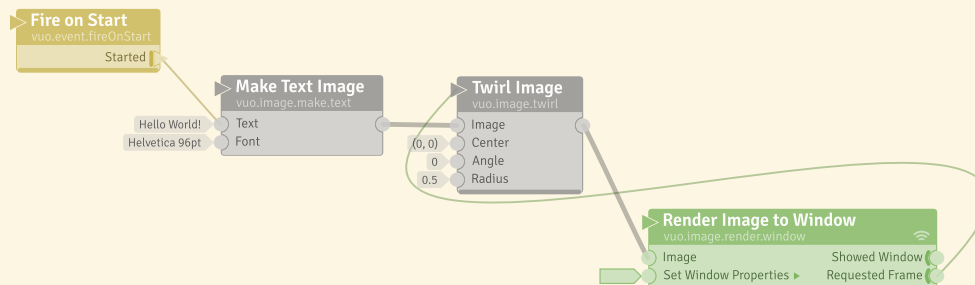 Fire on Start
vuo.event.fireOnStart
Started
Make Text Image
vuo.image.make.text
Hello World!
Text
Helvetica 96pt
Font
Twirl Image
vuo.image.twirl
Image
(0, 0)
Center
0
Angle
0.5
Radius
Render Image to Window
vuo.image.render.window
Image
Showed Window
Set Window Properties
Requested Frame